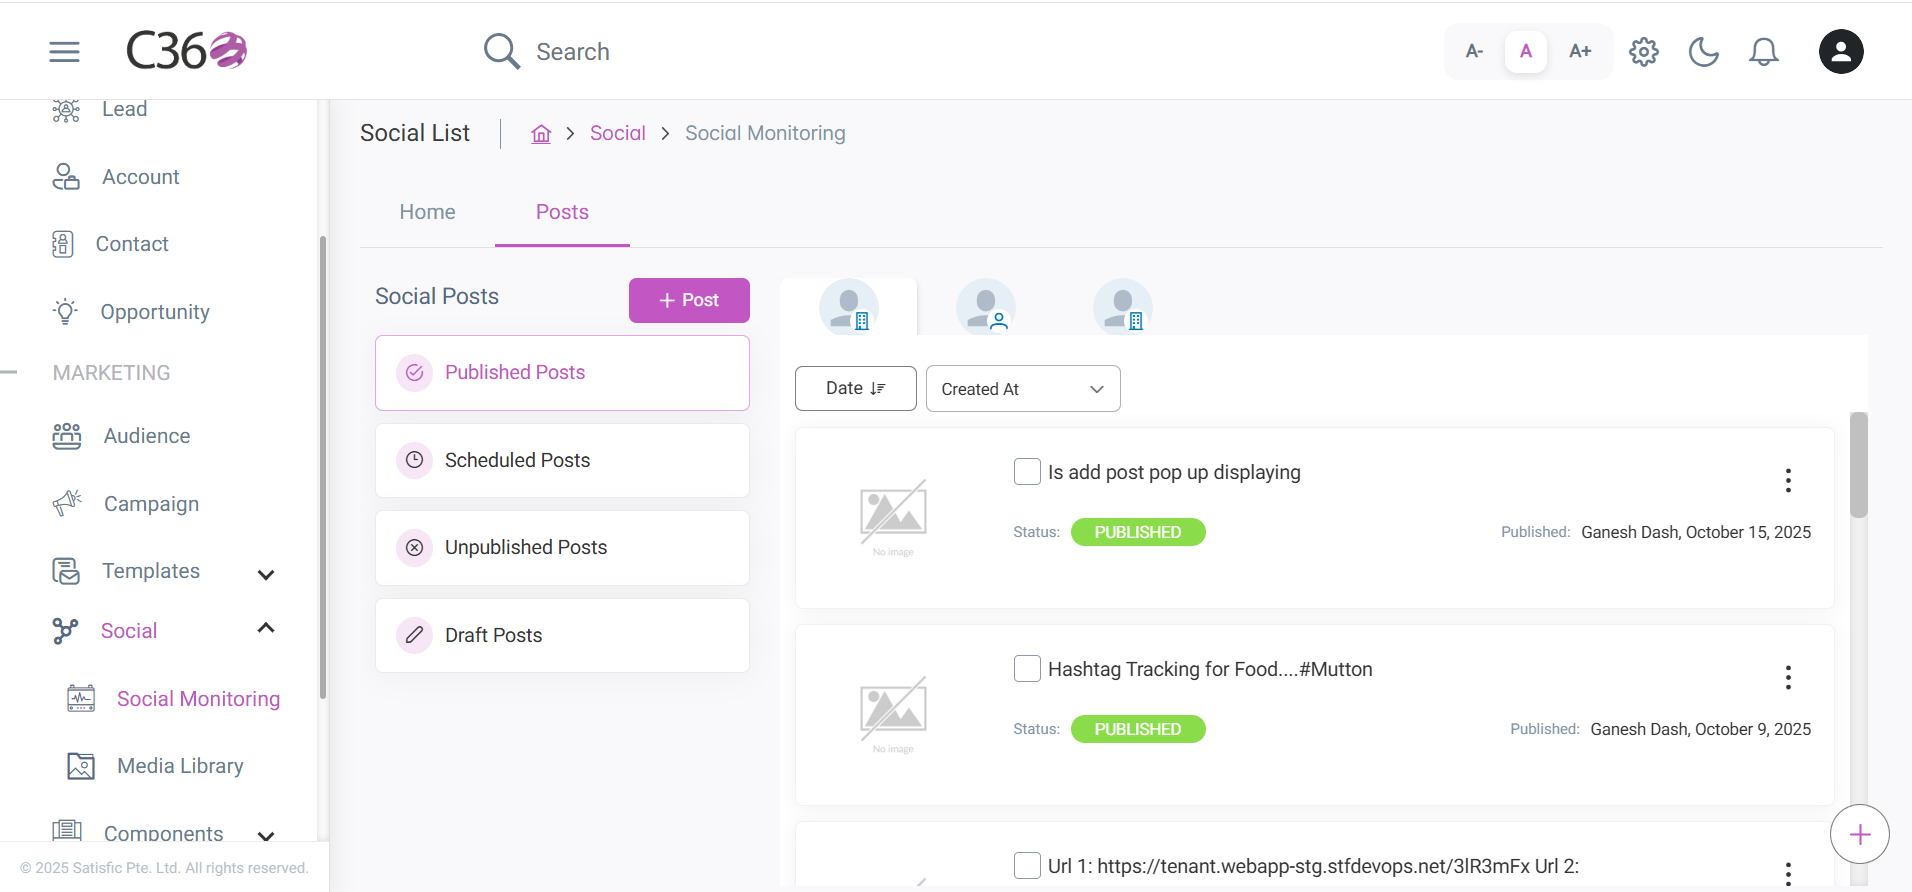 C360
Search
A-
A
A+
Lead
Account
Contact
Opportunity
MARKETING
Audience
Campaign
Templates
Social
Social Monitoring
Media Library
Components
© 2025 Satisfic Pte. Ltd. All rights reserved.
Social List
Social
Social Monitoring
Home
Posts
Social Posts
Post
Published Posts
Scheduled Posts
Unpublished Posts
Draft Posts
Date
Created At
Is add post pop up displaying
Status: PUBLISHED
Published: Ganesh Dash, October 15, 2025
No image
Hashtag Tracking for Food....#Mutton
Status: PUBLISHED
Published: Ganesh Dash, October 9, 2025
No image
Url 1: https://tenant.webapp-stg.stfdevops.net/3lR3mFx Url 2: